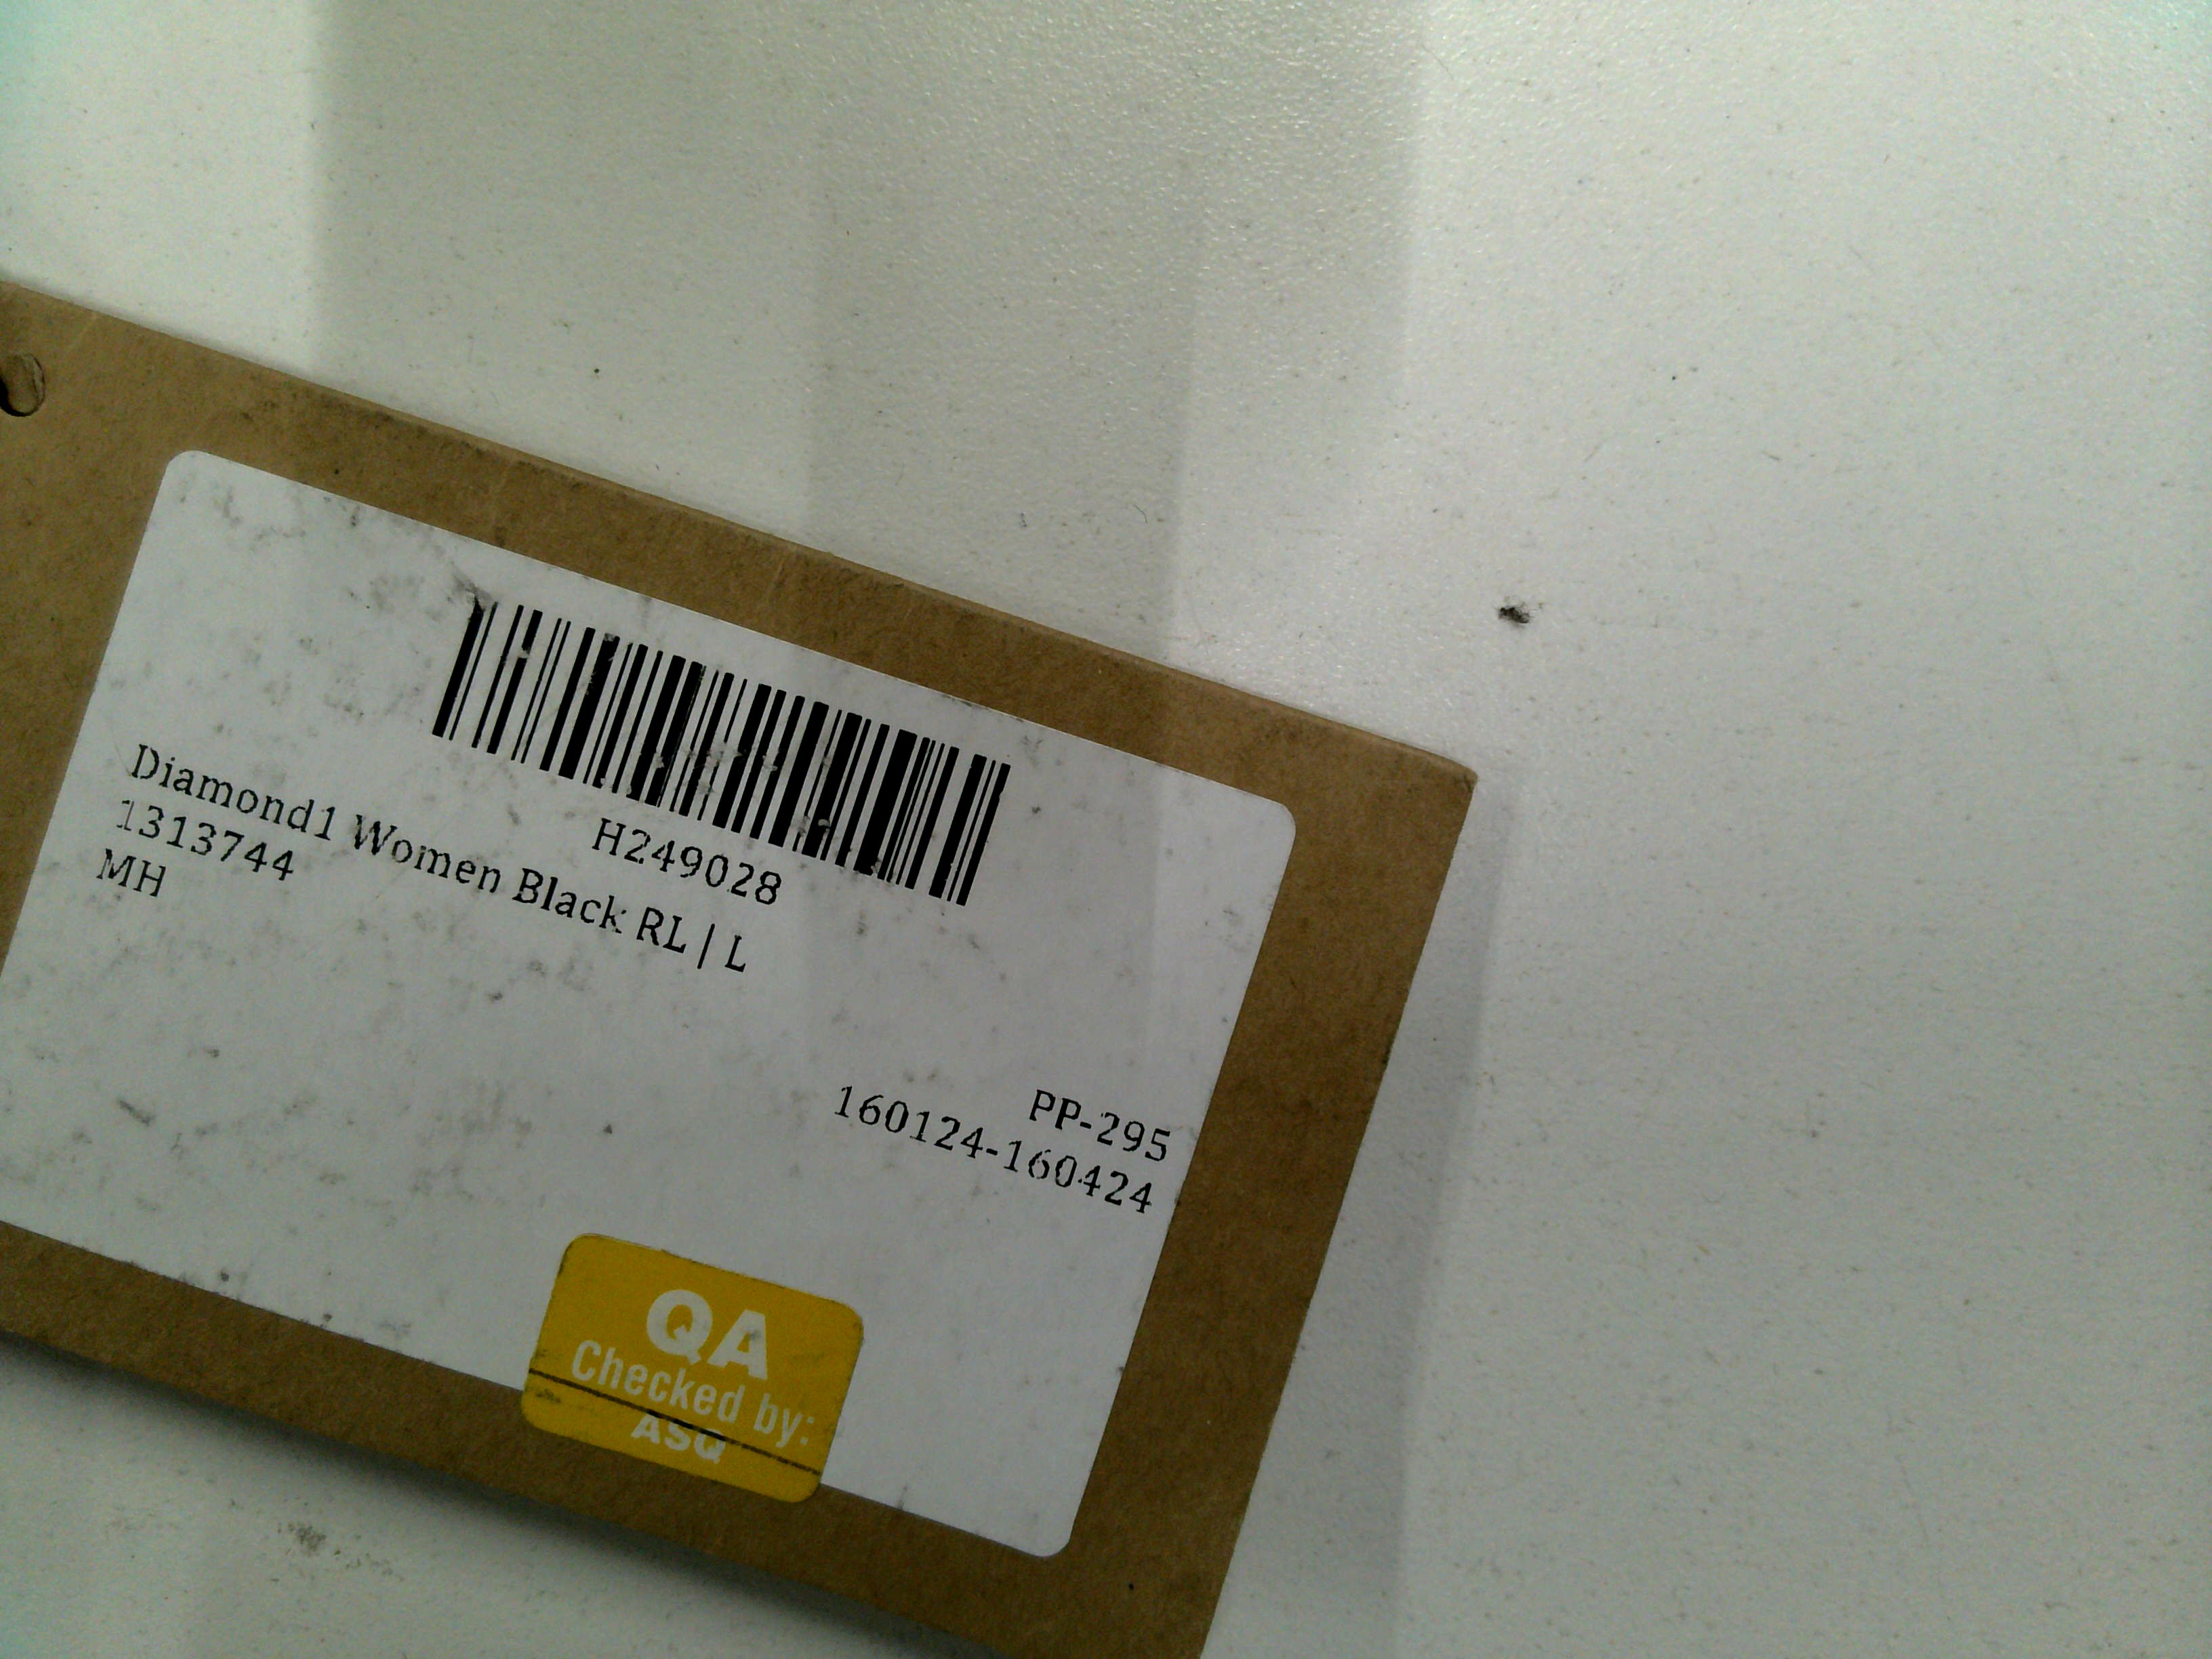 H249028
Diamond1 Women Black RL | L
1313744
MH
PP-295
160124-160424
QA
Checked by:
ASQ